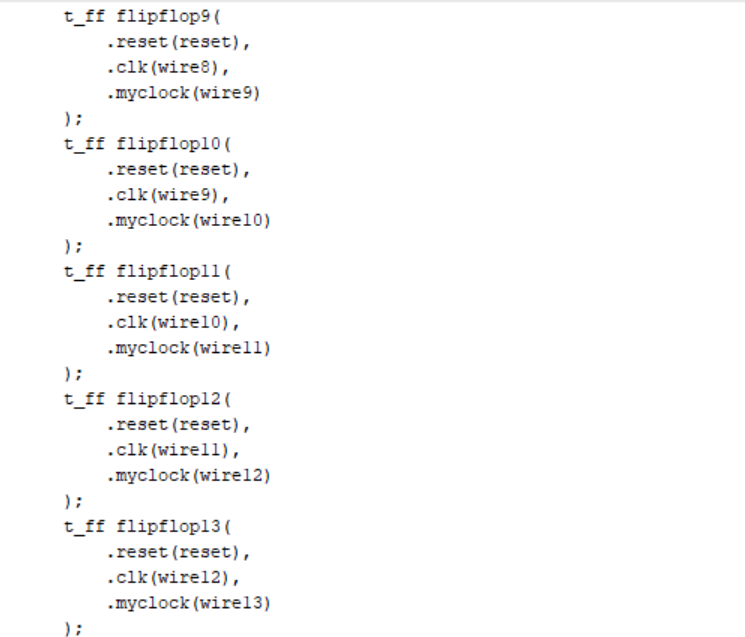 t_ff flipflop9(
.reset(reset),
.clk(wire8),
.myclock(wire9)
);
t_ff flipflop10(
.reset(reset),
.clk(wire9),
.myclock(wire10)
);
t_ff flipflop11(
.reset(reset),
.clk(wire10),
.myclock(wire11)
);
t_ff flipflop12(
.reset(reset),
.clk(wire11),
.myclock(wire12)
);
t_ff flipflop13(
.reset(reset),
.clk(wire12),
.myclock(wire13)
);